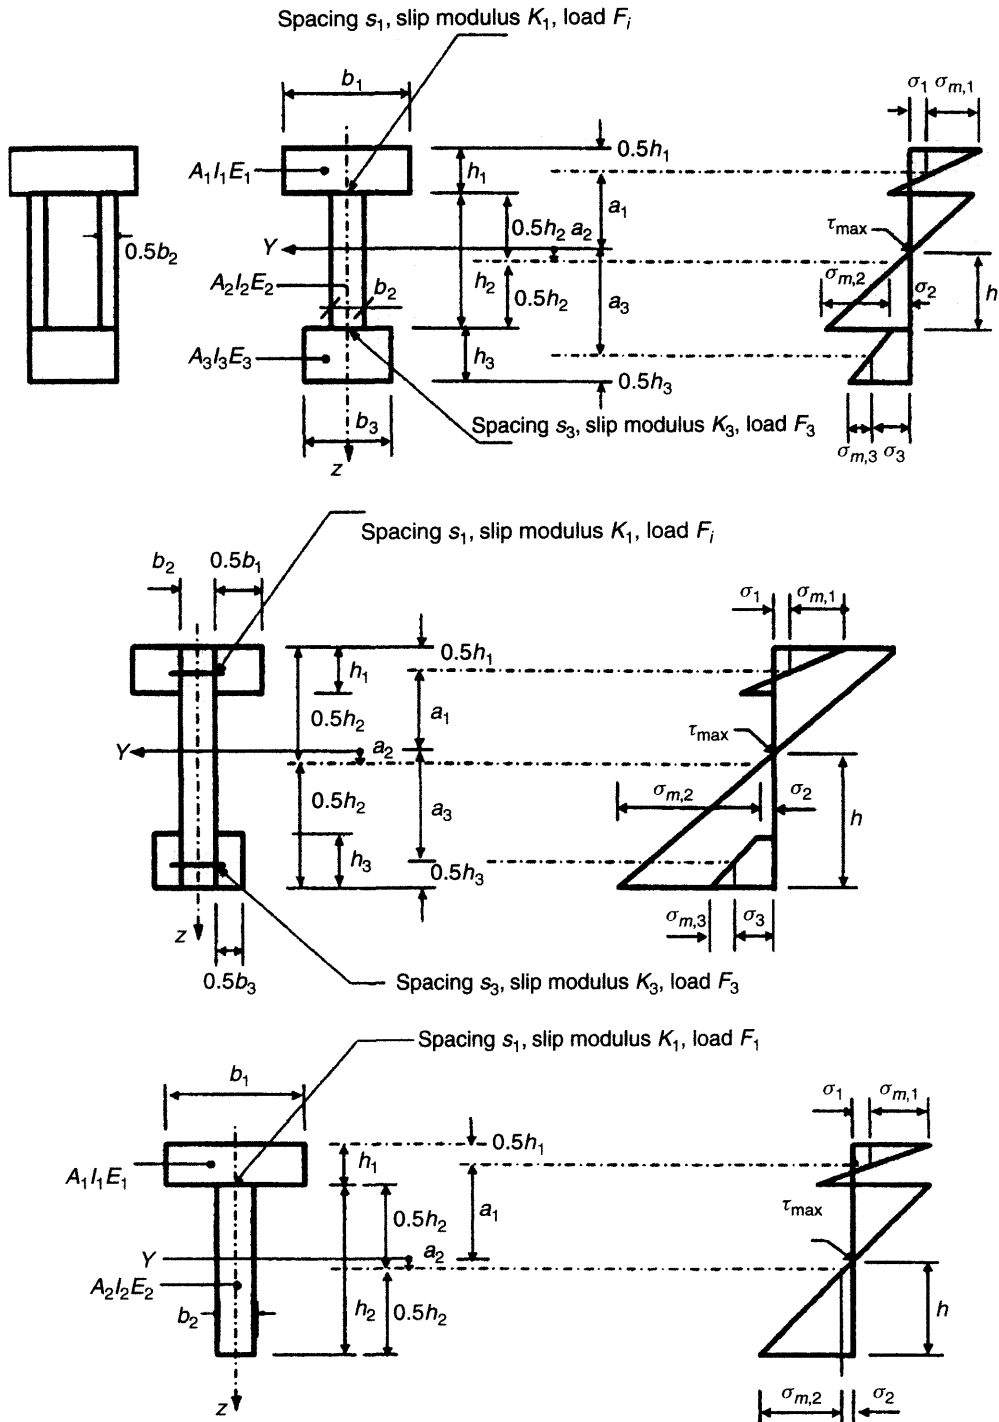 Spacing s₁, slip modulus K₁, load Fᵢ
b₁
σ₁ σₘ,₁
0.5h₁
A₁I₁E₁
h₁
a₁
0.5b₂
0.5h₂ a₂
τmax
Y
A₂I₂E₂
b₂
h₂
0.5h₂
a₃
σₘ,₂
σ₂
h
A₃I₃E₃
h₃
0.5h₃
b₃
Spacing s₃, slip modulus K₃, load F₃
σₘ,₃ σ₃
z
Spacing s₁, slip modulus K₁, load Fᵢ
b₂ 0.5b₁
σ₁ σₘ,₁
0.5h₁
h₁
0.5h₂
a₁
τmax
Y
a₂
0.5h₂
a₃
σₘ,₂
σ₂
h
h₃
0.5h₃
σₘ,₃ σ₃
z
0.5b₃
Spacing s₃, slip modulus K₃, load F₃
Spacing s₁, slip modulus K₁, load F₁
b₁
σ₁ σₘ,₁
0.5h₁
A₁I₁E₁
h₁
a₁
0.5h₂
τmax
Y
a₂
A₂I₂E₂
b₂
h₂
0.5h₂
h
σₘ,₂ σ₂
z